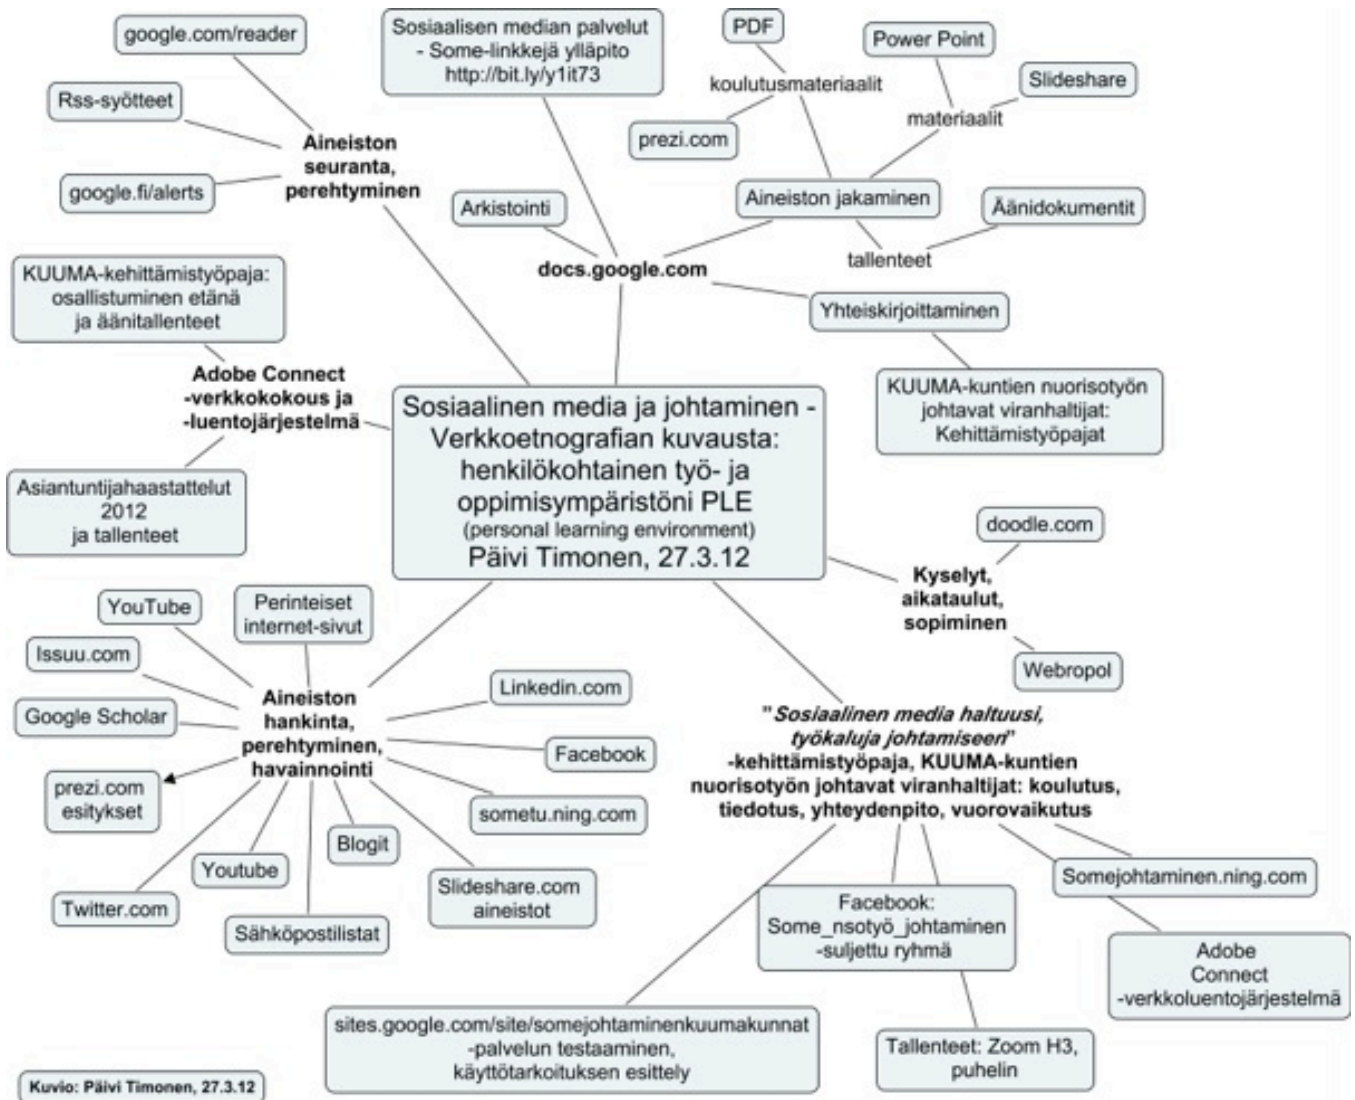 google.com/reader
Sosiaalisen median palvelut
- Some-linkkejä ylläpito
http://bit.ly/y1it73
PDF
Power Point
koulutusmateriaalit
Slideshare
Rss-syötteet
materiaalit
prezi.com
Aineiston
seuranta,
perehtyminen
google.fi/alerts
Arkistointi
Aineiston jakaminen
Äänidokumentit
docs.google.com
tallenteet
KUUMA-kehittämistyöpaja:
osallistuminen etänä
ja äänitallenteet
Yhteiskirjoittaminen
Adobe Connect
-verkkokokous ja
-luentojärjestelmä
KUUMA-kuntien nuorisotyön
johtavat viranhaltijat:
Kehittämistyöpajat
Sosiaalinen media ja johtaminen -
Verkkoetnografian kuvausta:
henkilökohtainen työ- ja
oppimisympäristöni PLE
(personal learning environment)
Päivi Timonen, 27.3.12
Asiantuntijahaastattelut
2012
ja tallenteet
doodle.com
Kyselyt,
aikataulut,
sopiminen
Webropol
YouTube
Perinteiset
internet-sivut
Issuu.com
Google Scholar
Aineiston
hankinta,
perehtyminen,
havainnointi
Linkedin.com
Facebook
prezi.com
esitykset
sometu.ning.com
Blogit
Youtube
Slideshare.com
aineistot
Twitter.com
Sähköpostilistat
"Sosiaalinen media haltuusi,
työkaluja johtamiseen"
-kehittämistyöpaja, KUUMA-kuntien
nuorisotyön johtavat viranhaltijat: koulutus,
tiedotus, yhteydenpito, vuorovaikutus
Somejohtaminen.ning.com
Facebook:
Some_nsotyö_johtaminen
-suljettu ryhmä
Adobe
Connect
-verkkoluentojärjestelmä
sites.google.com/site/somejohtaminenkuumakunnat
-palvelun testaaminen,
käyttötarkoituksen esittely
Tallenteet: Zoom H3,
puhelin
Kuvio: Päivi Timonen, 27.3.12